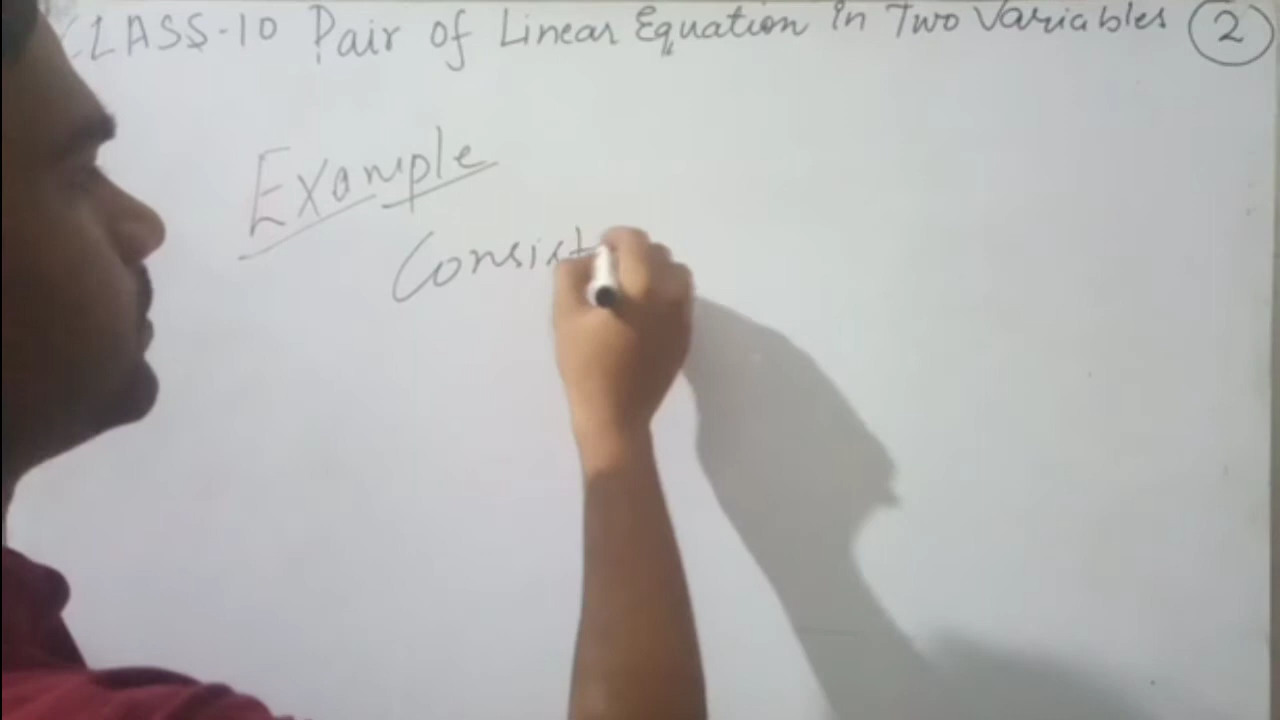 CLASS-10 Pair of Linear Equation in Two Variables 2
Example
Consist